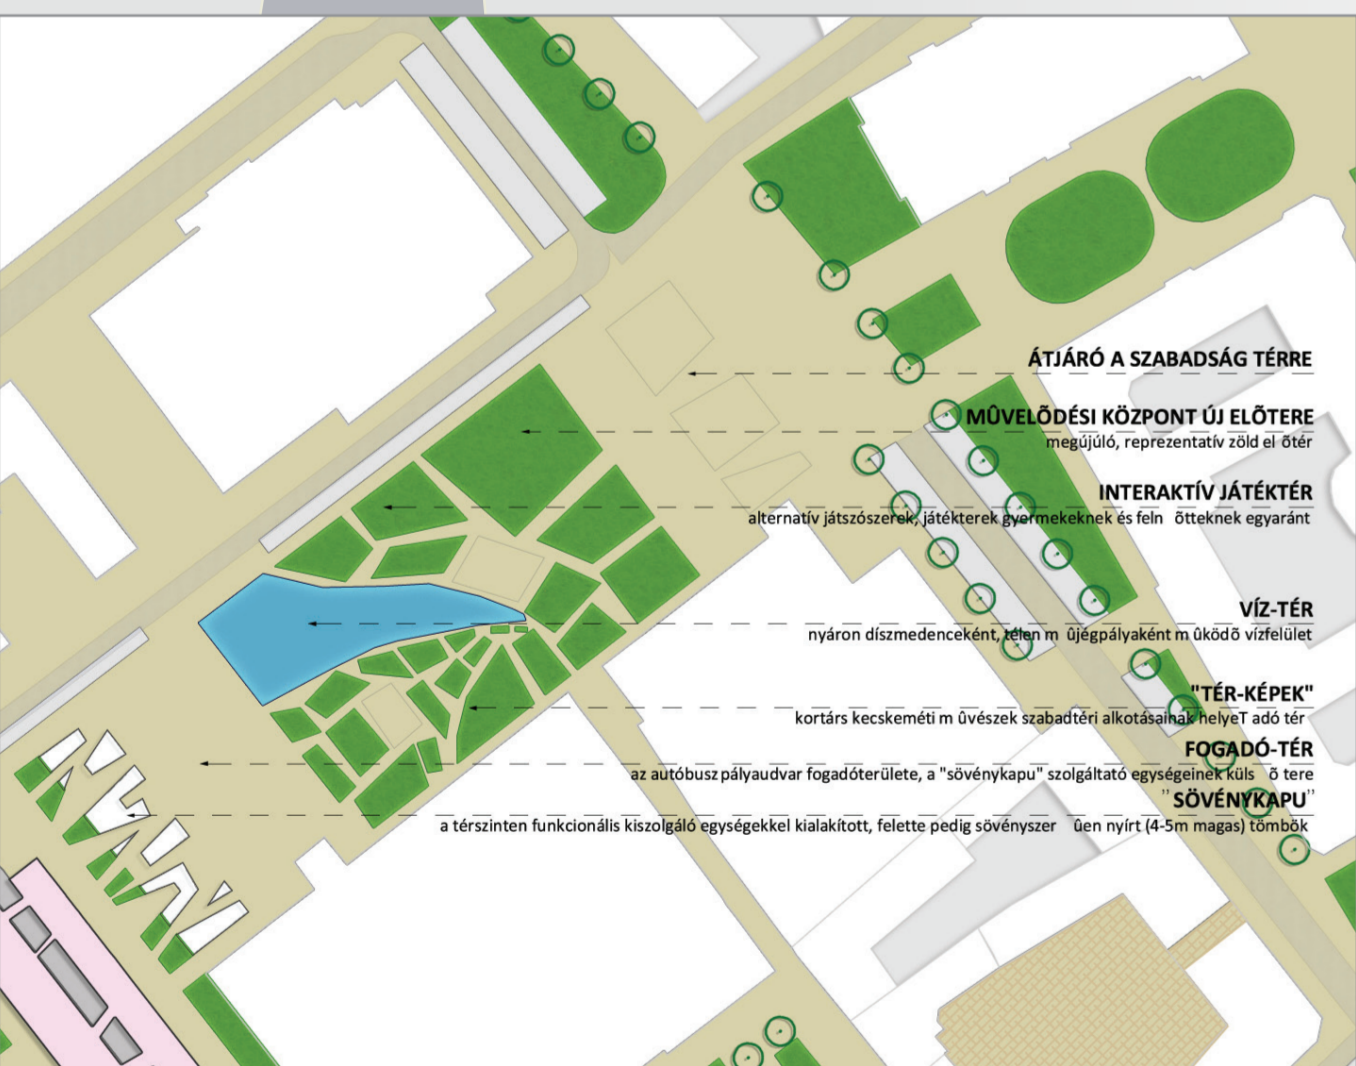 ÁTJÁRÓ A SZABADSÁG TÉRRE
MÛVELÕDÉSI KÖZPONT ÚJ ELÕTERE
megújúló, reprezentatív zöld el őtér
INTERAKTÍV JÁTÉKTÉR
alternatív játszószerek, játékterek gyermekeknek és feln õtteknek egyaránt
VÍZ-TÉR
nyáron díszmedenceként, télen m ûjégpályaként m ûködõ vízfelület
"TÉR-KÉPEK"
kortárs kecskeméti m ûvészek szabadtéri alkotásainak helyeT adó tér
FOGADÓ-TÉR
az autóbusz pályaudvar fogadóterülete, a "sövénykapu" szolgáltató egységeinek küls õ tere
"SÖVÉNYKAPU"
a térszinten funkcionális kiszolgáló egységekkel kialakított, felette pedig sövényszer ûen nyírt (4-5m magas) tömbök